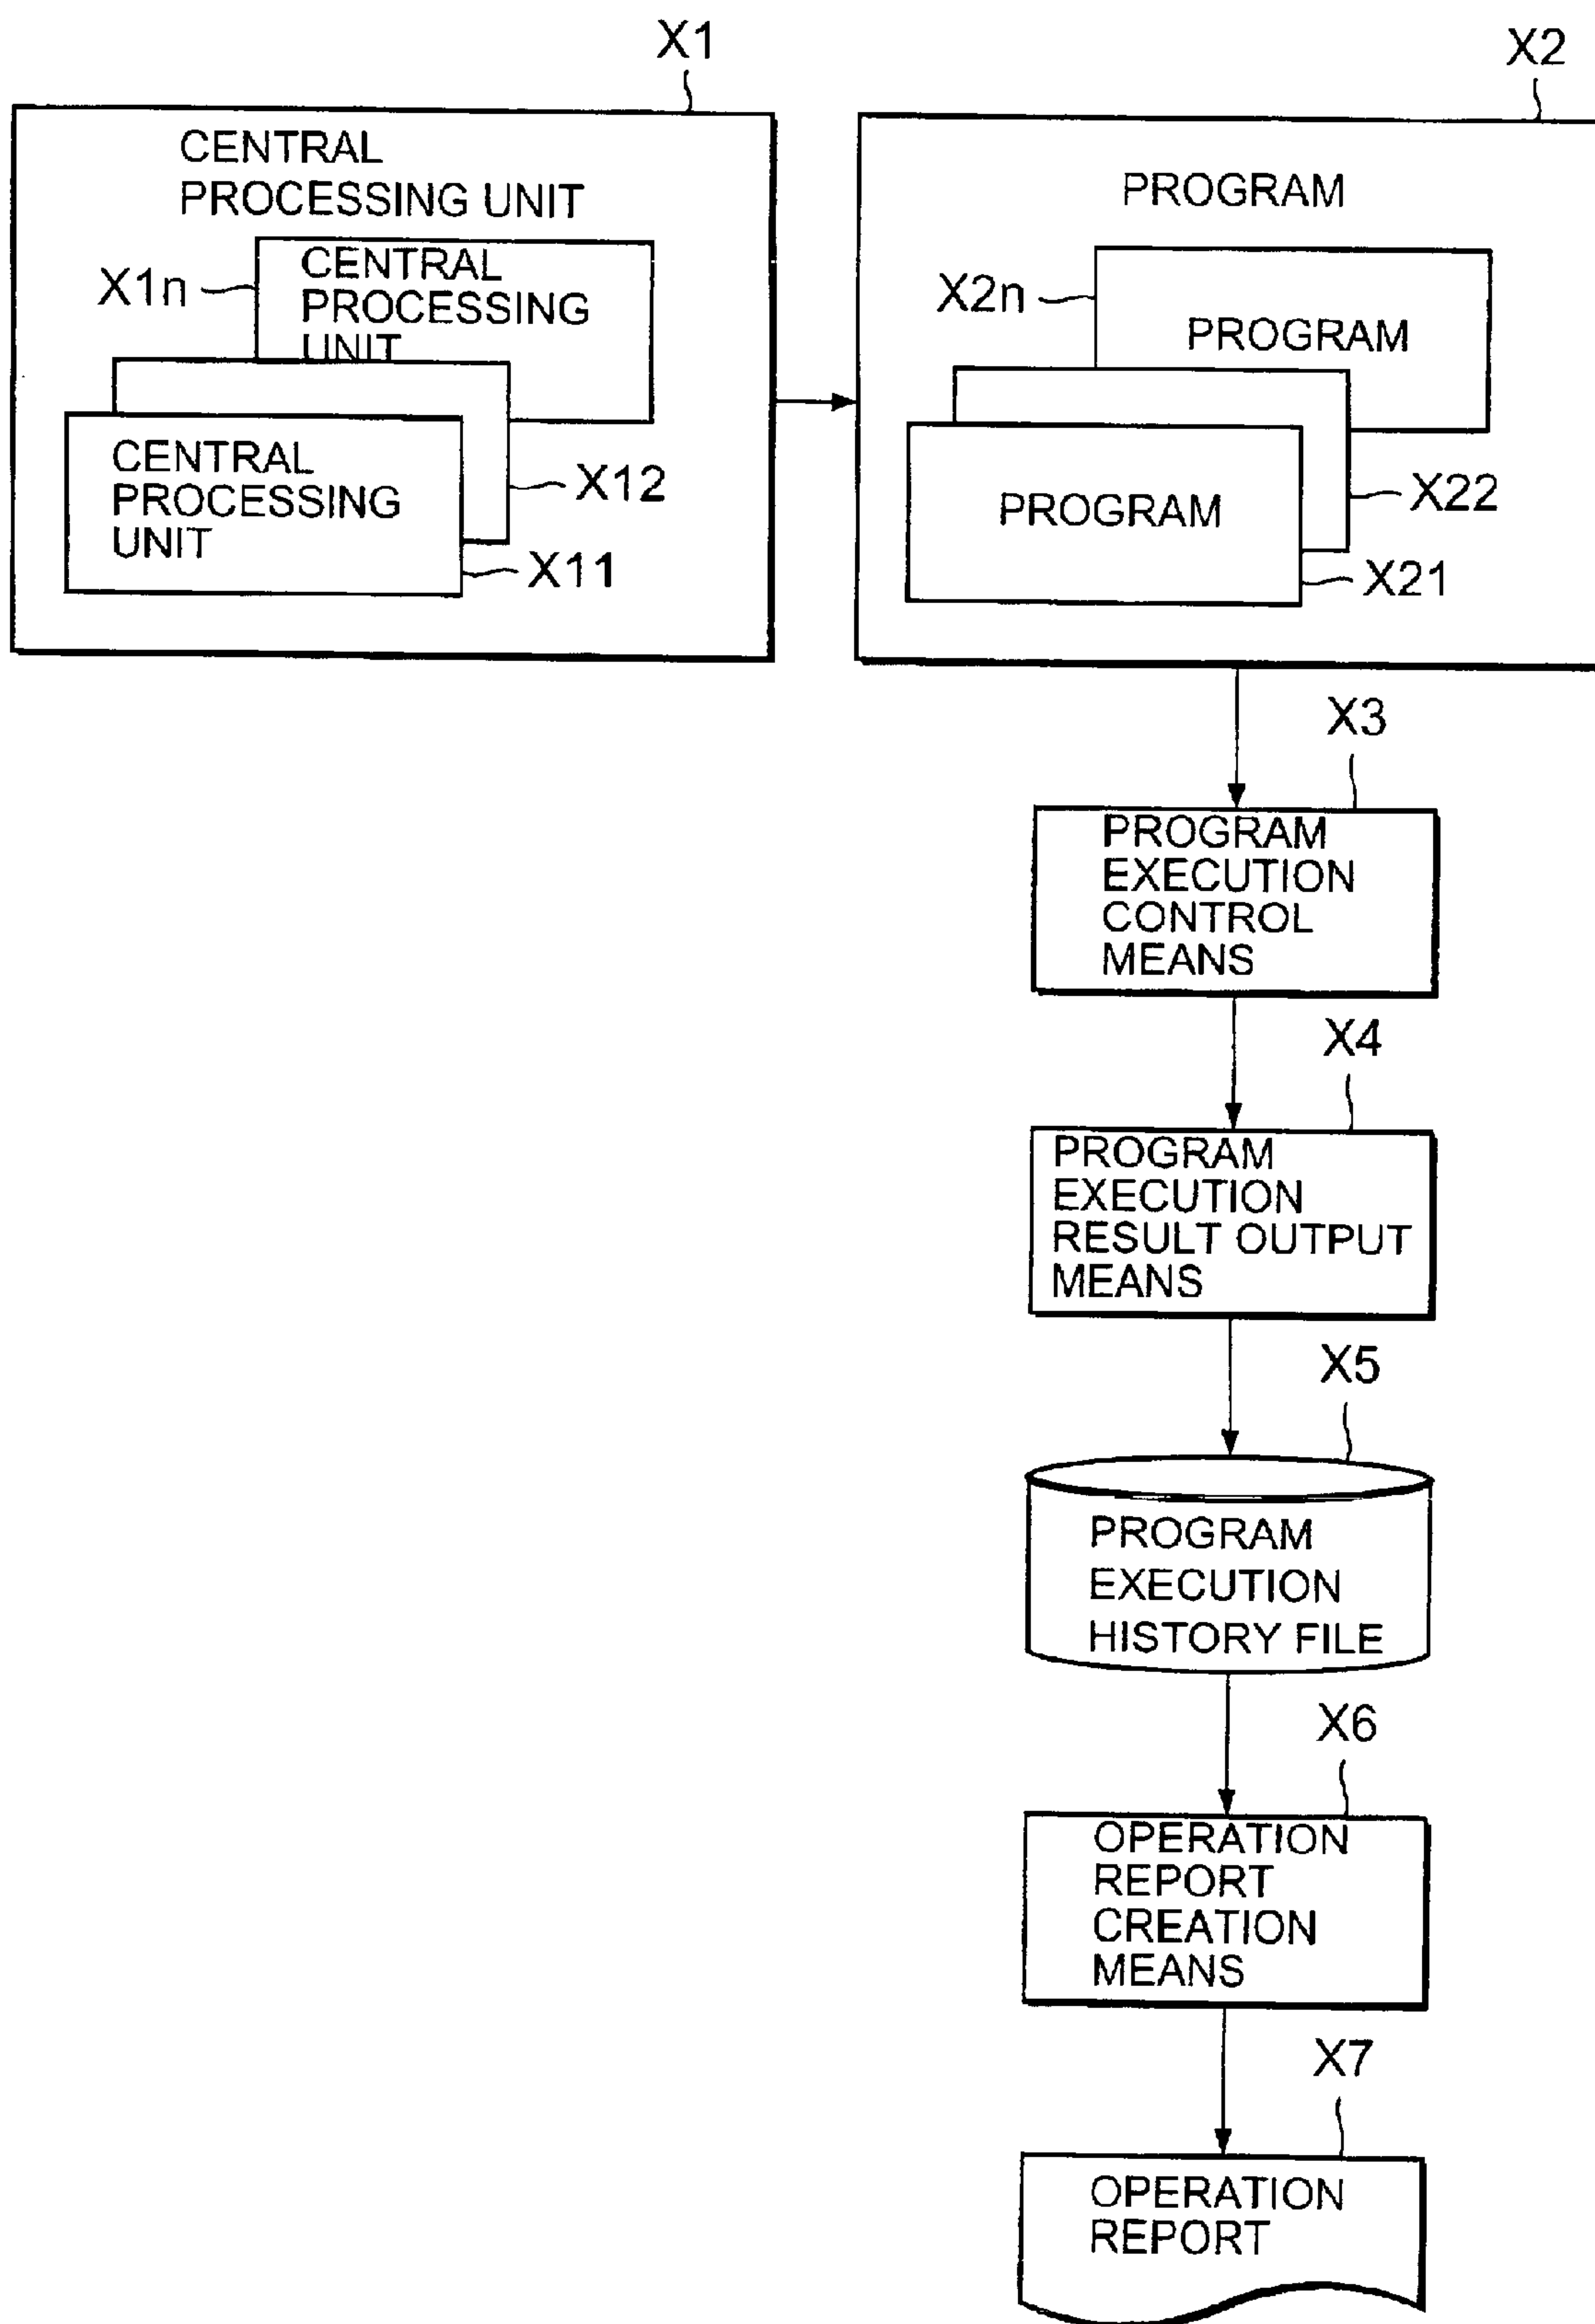 X1
X2
CENTRAL
PROCESSING UNIT
X1n
CENTRAL
PROCESSING
UNIT
X12
CENTRAL
PROCESSING
UNIT
X11
PROGRAM
X2n
PROGRAM
X22
PROGRAM
X21
X3
PROGRAM
EXECUTION
CONTROL
MEANS
X4
PROGRAM
EXECUTION
RESULT OUTPUT
MEANS
X5
PROGRAM
EXECUTION
HISTORY FILE
X6
OPERATION
REPORT
CREATION
MEANS
X7
OPERATION
REPORT